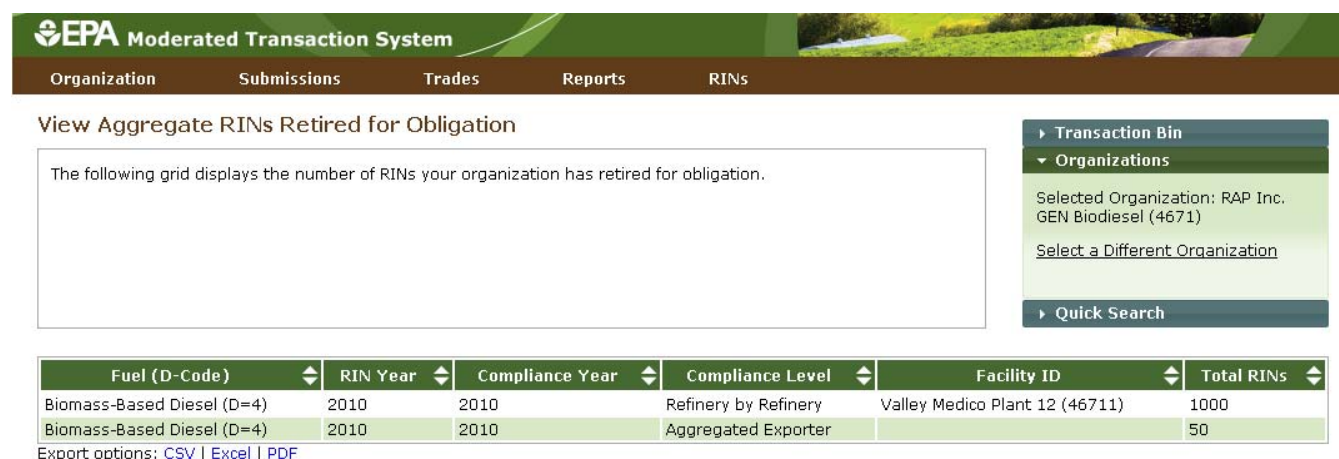 EPA Moderated Transaction System
Organization Submissions Trades Reports RINs
View Aggregate RINs Retired for Obligation
The following grid displays the number of RINs your organization has retired for obligation.
Transaction Bin
Organizations
Selected Organization: RAP Inc.
GEN Biodiesel (4671)
Select a Different Organization
Quick Search
Fuel (D-Code) RIN Year Compliance Year Compliance Level Facility ID Total RINs
Biomass-Based Diesel (D=4) 2010 2010 Refinery by Refinery Valley Medico Plant 12 (46711) 1000
Biomass-Based Diesel (D=4) 2010 2010 Aggregated Exporter 50
Export options: CSV | Excel | PDF